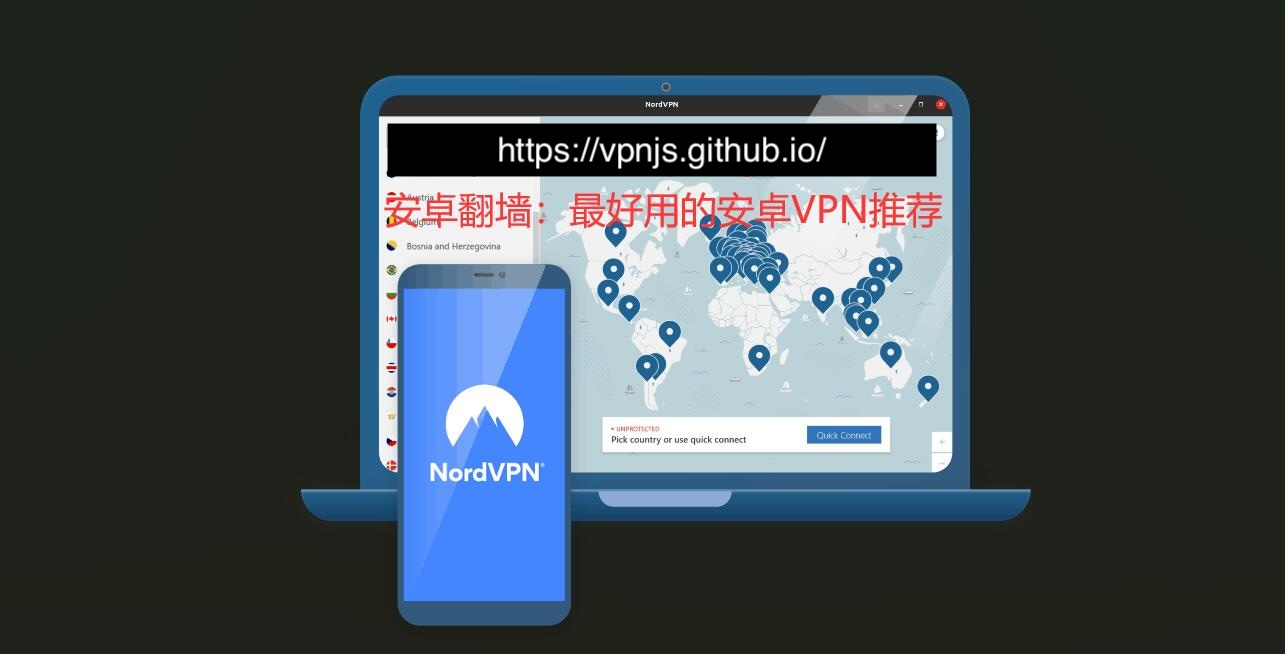 NordVPN
https://vpnjs.github.io/
Austria
安卓翻墙：最好用的安卓VPN推荐
Belgium
Bosnia and Herzegovina
UNPROTECTED
Pick country or use quick connect
Quick Connect
NordVPN®